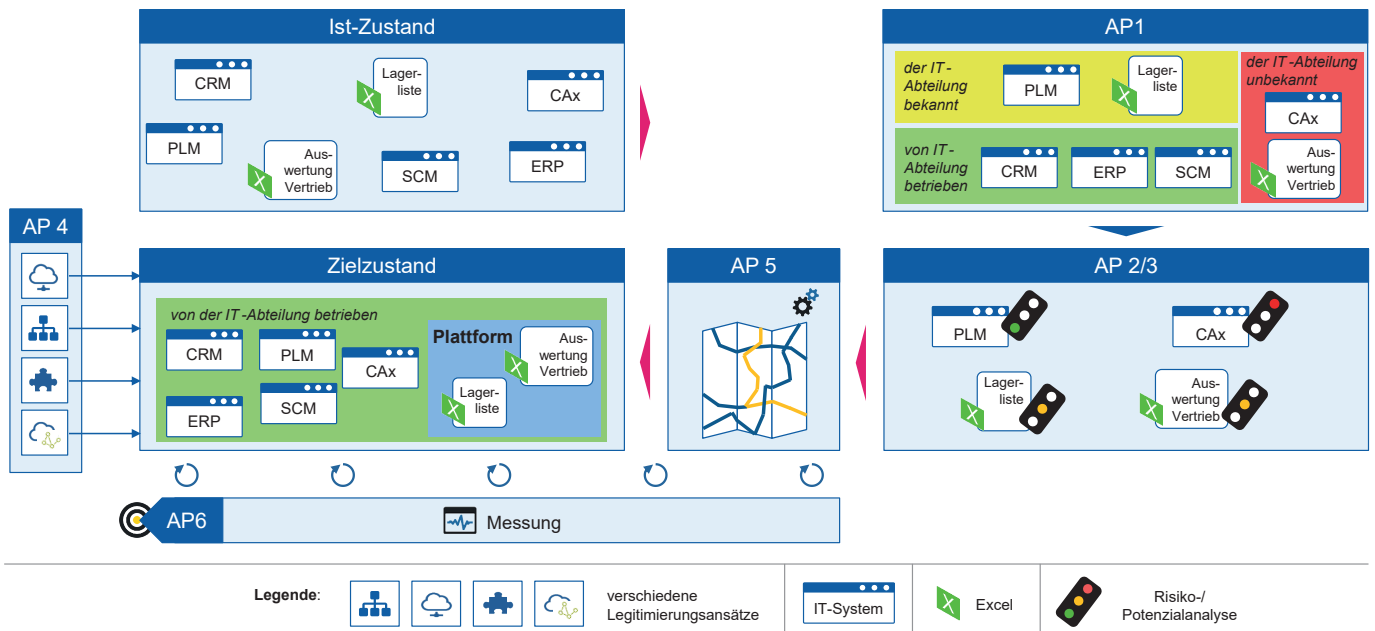 Ist-Zustand
CRM
Lager-
liste
CAx
PLM
Aus-
wertung
Vertrieb
SCM
ERP
AP1
der IT-
Abteilung
bekannt
PLM
Lager-
liste
der IT-Abteilung
unbekannt
CAx
Aus-
wertung
Vertrieb
von IT-
Abteilung
betrieben
CRM
ERP
SCM
AP 4
Zielzustand
von der IT-Abteilung betrieben
CRM
PLM
CAx
ERP
SCM
Plattform
Aus-
wertung
Vertrieb
Lager-
liste
AP 5
AP 2/3
PLM
CAx
Lager-
liste
Aus-
wertung
Vertrieb
AP6
Messung
Legende:
verschiedene
Legitimierungsansätze
IT-System
Excel
Risiko-/
Potenzialanalyse